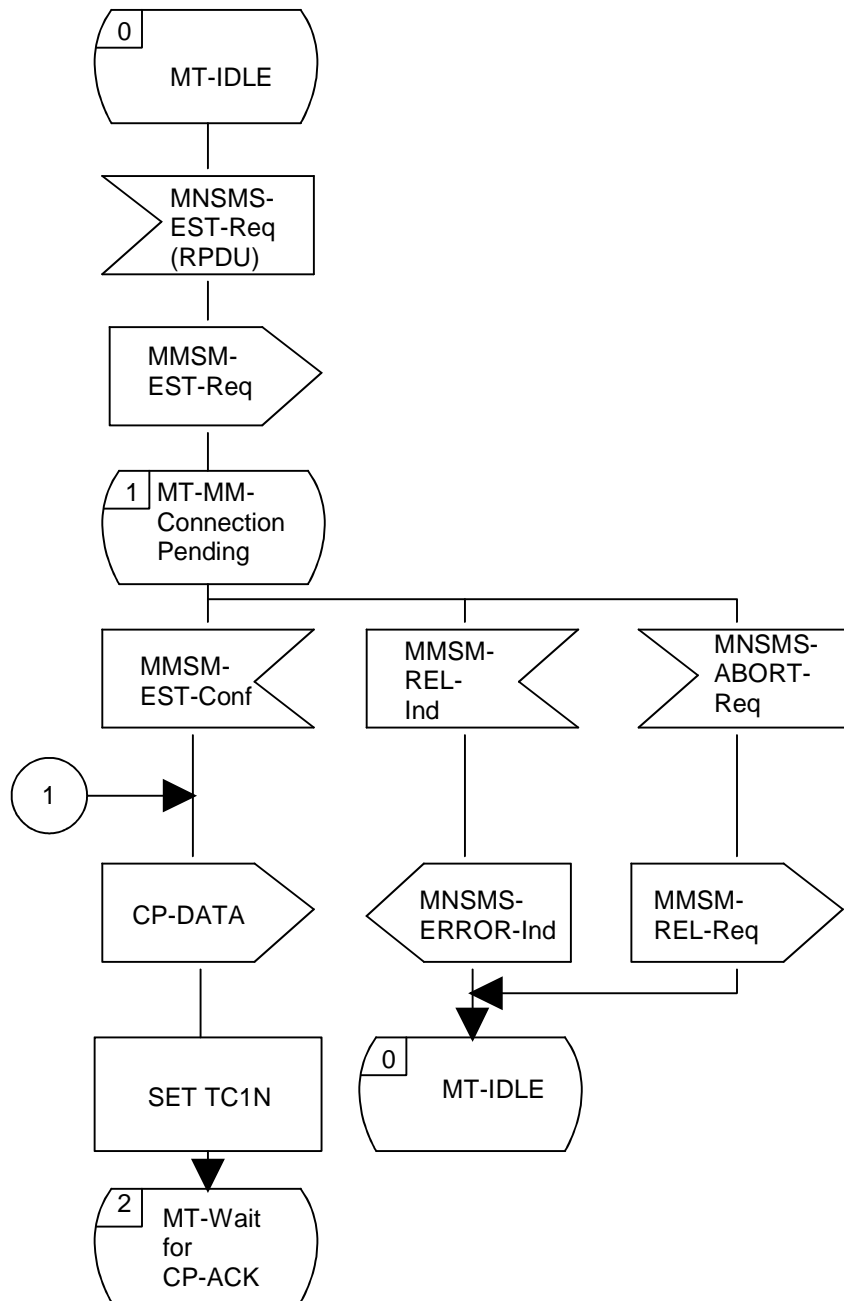 0
MT-IDLE
MNSMS-
EST-Req
(RPDU)
MMSM-
EST-Req
1
MT-MM-
Connection
Pending
MMSM-
EST-Conf
MMSM-
REL-
Ind
MNSMS-
ABORT-
Req
1
CP-DATA
MNSMS-
ERROR-Ind
MMSM-
REL-Req
SET TC1N
0
MT-IDLE
2
MT-Wait
for
CP-ACK